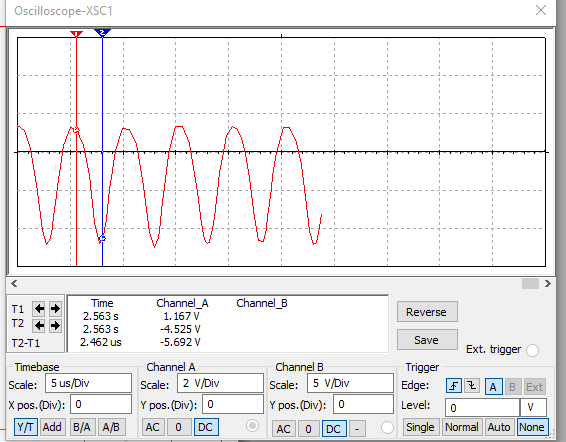 Oscilloscope-XSC1
1 2
T1
T2
T2-T1
Time Channel_A Channel_B
2.563 s 1.167 V
2.563 s -4.525 V
2.462 us -5.692 V
Reverse
Save
Ext. trigger
Timebase
Scale: 5 us/Div
X pos.(Div): 0
Y/T Add B/A A/B
Channel A
Scale: 2 V/Div
Y pos.(Div): 0
AC 0 DC
Channel B
Scale: 5 V/Div
Y pos.(Div): 0
AC 0 DC -
Trigger
Edge: A B Ext
Level: 0 V
Single Normal Auto None